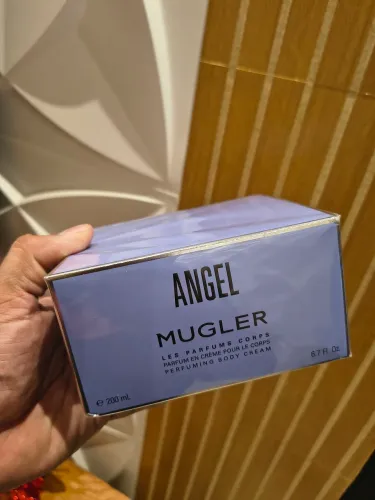 ANGEL
MUGLER
LES PARFUMS CORPS
PARFUM EN CRÈME POUR LE CORPS
PERFUMING BODY CREAM
℮ 200 mL
6.7 Fl. Oz